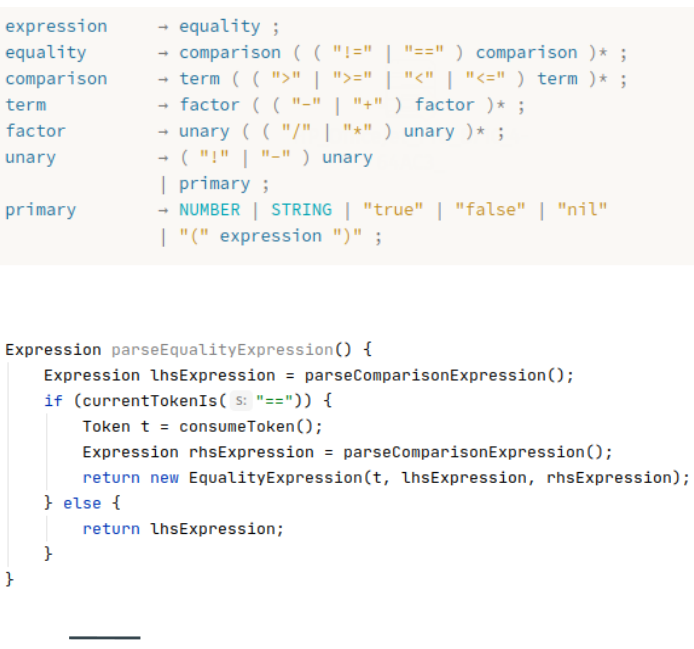 expression → equality ;
equality → comparison ( ( "!=" | "==" ) comparison )* ;
comparison → term ( ( ">" | ">=" | "<" | "<=" ) term )* ;
term → factor ( ( "-" | "+" ) factor )* ;
factor → unary ( ( "/" | "*" ) unary )* ;
unary → ( "!" | "-" ) unary
| primary ;
primary → NUMBER | STRING | "true" | "false" | "nil"
| "(" expression ")" ;
Expression parseEqualityExpression() {
Expression lhsExpression = parseComparisonExpression();
if (currentTokenIs( s: "==")) {
Token t = consumeToken();
Expression rhsExpression = parseComparisonExpression();
return new EqualityExpression(t, lhsExpression, rhsExpression);
} else {
return lhsExpression;
}
}